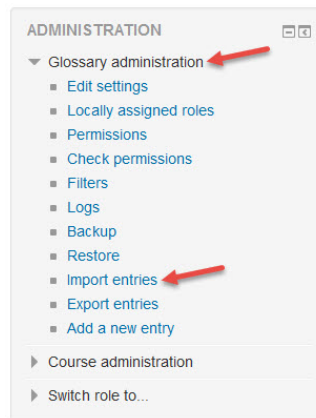 ADMINISTRATION
Glossary administration
Edit settings
Locally assigned roles
Permissions
Check permissions
Filters
Logs
Backup
Restore
Import entries
Export entries
Add a new entry
Course administration
Switch role to...